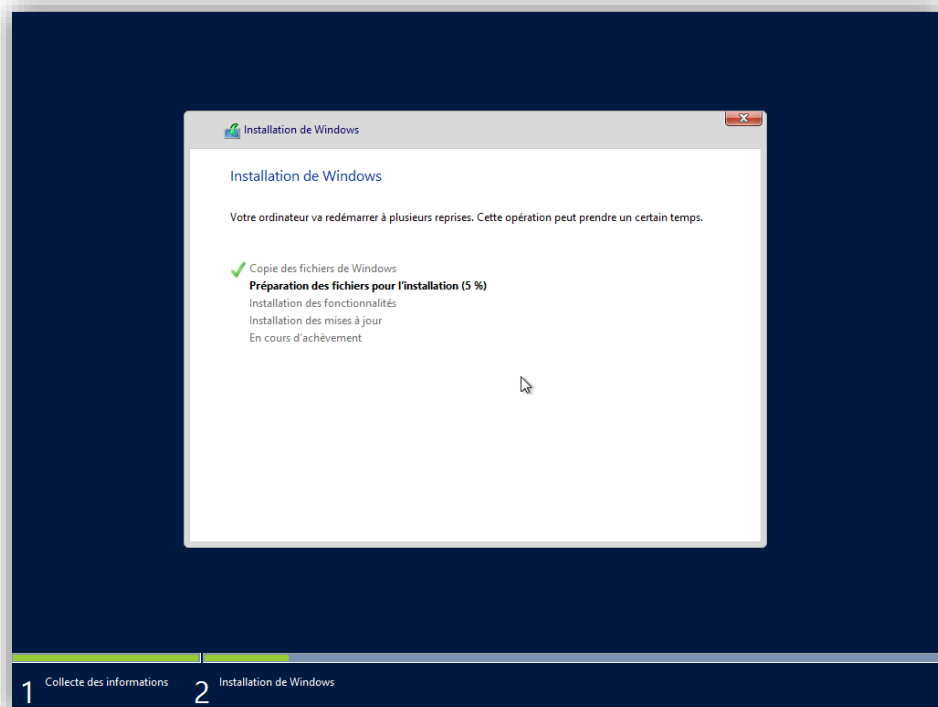 Installation de Windows
Installation de Windows
Votre ordinateur va redémarrer à plusieurs reprises. Cette opération peut prendre un certain temps.
Copie des fichiers de Windows
Préparation des fichiers pour l'installation (5 %)
Installation des fonctionnalités
Installation des mises à jour
En cours d'achèvement
1 Collecte des informations 2 Installation de Windows